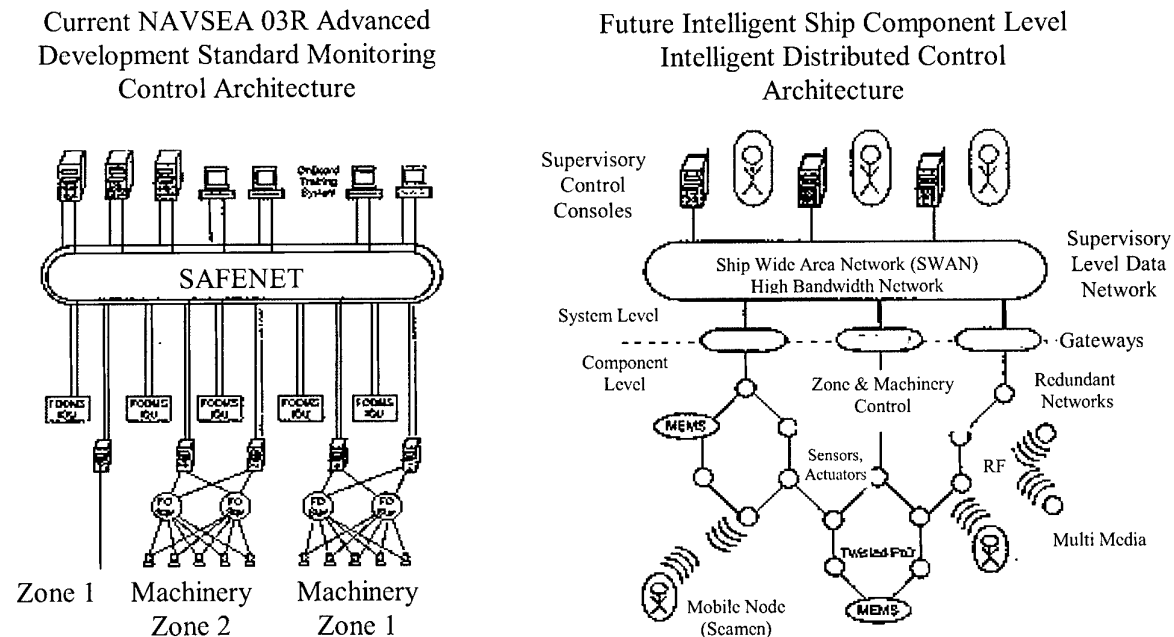 Current NAVSEA 03R Advanced
Development Standard Monitoring
Control Architecture
OnBoard
Training
System
SAFENET
Zone 1
Machinery
Zone 2
Machinery
Zone 1
Future Intelligent Ship Component Level
Intelligent Distributed Control
Architecture
Supervisory
Control
Consoles
Ship Wide Area Network (SWAN)
High Bandwidth Network
Supervisory
Level Data
Network
System Level
Gateways
Component
Level
Zone & Machinery
Control
Redundant
Networks
MEMS
Sensors,
Actuators
RF
Multi Media
MEMS
Mobile Node
(Seamen)